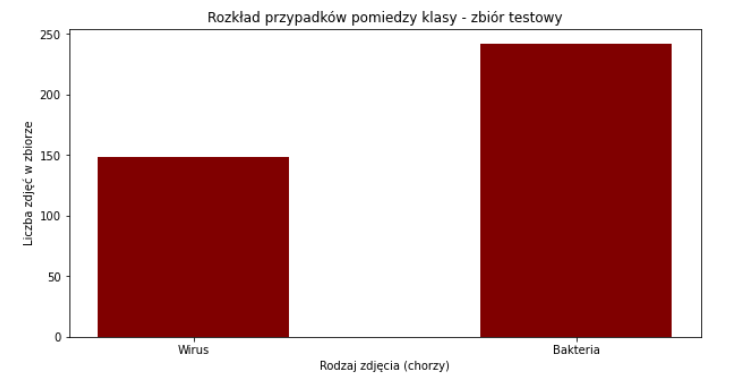 Rozkład przypadków pomiedzy klasy - zbiór testowy
Liczba zdjęć w zbiorze
250
200
150
100
50
0
Wirus
Bakteria
Rodzaj zdjęcia (chorzy)